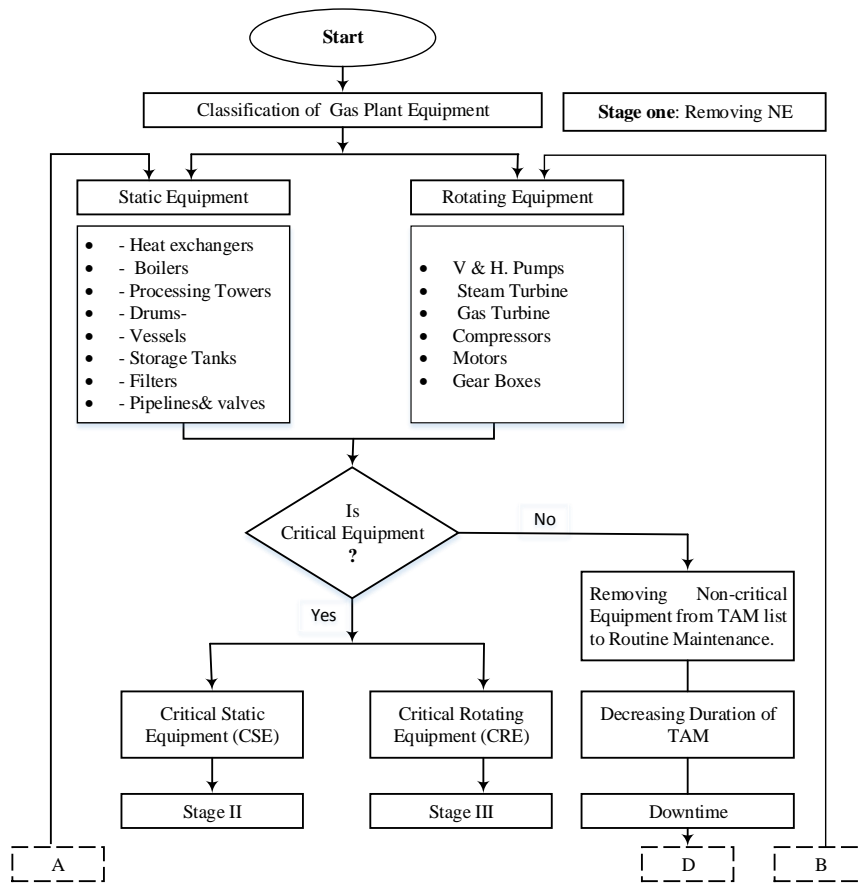 Start
Classification of Gas Plant Equipment
Stage one: Removing NE
Static Equipment
Rotating Equipment
• - Heat exchangers
• - Boilers
• - Processing Towers
• - Drums-
• - Vessels
• - Storage Tanks
• - Filters
• - Pipelines& valves
• V & H. Pumps
• Steam Turbine
• Gas Turbine
• Compressors
• Motors
• Gear Boxes
Is
Critical Equipment
?
No
Yes
Removing Non-critical
Equipment from TAM list
to Routine Maintenance.
Critical Static
Equipment (CSE)
Critical Rotating
Equipment (CRE)
Decreasing Duration of
TAM
Stage II
Stage III
Downtime
A
D
B